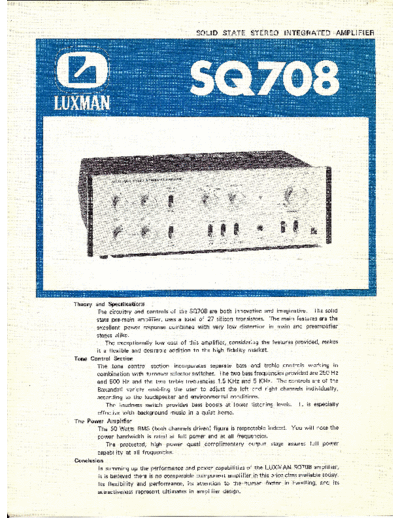 SOLID STATE STEREO INTEGRATED AMPLIFIER
LUXMAN
SQ708
Theory and Specifications
The circuitry and controls of the SQ708 are both innovative and imaginative. The solid
state pre-main amplifier, uses a total of 27 silicon transistors. The main features are the
excellent power response combined with very low distortion in main and preamplifier
stages alike.
The exceptionally low cost of this amplifier, considering the features provided, makes
it a flexible and desirable addition to the high fidelity market.
Tone Control Section
The tone control section incorporates separate bass and treble controls working in
combination with turnover selector switches. The two bass frequencies provided are 250 Hz
and 500 Hz and the two treble frequencies 1.5 KHz and 5 KHz. The controls are of the
Baxandall variety enabling the user to adjust the left and right channels individually,
according to the loudspeaker and environmental conditions.
The loudness switch provides bass boosts at lower listening levels. It is especially
effective with background music in a quiet home.
The Power Amplifier
The 50 Watts RMS (both channels driven) figure is respectable indeed. You will note the
power bandwidth is rated at full power and at all frequencies.
The protected, high power quasi complimentary output stage assures full power
capability at all frequencies.
Conclusion
In summing up the performance and power capabilities of the LUXMAN SQ708 amplifier,
it is believed there is no comparable component amplifier in this price class available today.
Its flexibility and performance, its attention to the human factor in handling, and its
attractiveness represent ultimates in amplifier design.